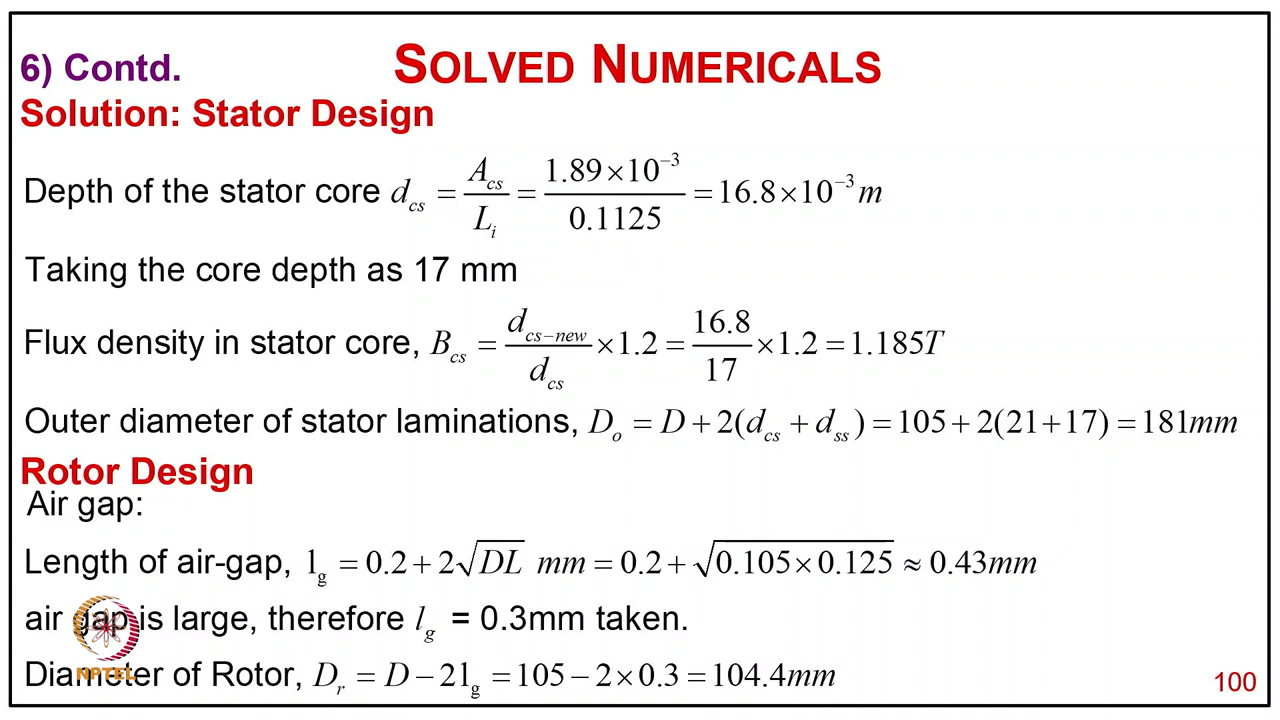 6) Contd. SOLVED NUMERICALS
Solution: Stator Design
Depth of the stator core d_cs = A_cs / L_i = 1.89×10^−3 / 0.1125 = 16.8×10^−3 m
Taking the core depth as 17 mm
Flux density in stator core, B_cs = d_cs−new / d_cs × 1.2 = 16.8 / 17 × 1.2 = 1.185T
Outer diameter of stator laminations, D_o = D + 2(d_cs + d_ss) = 105 + 2(21+17) = 181mm
Rotor Design
Air gap:
Length of air-gap, l_g = 0.2 + 2√DL mm = 0.2 + √0.105×0.125 ≈ 0.43mm
air gap is large, therefore l_g = 0.3mm taken.
Diameter of Rotor, D_r = D − 2l_g = 105 − 2×0.3 = 104.4mm
NPTEL
100